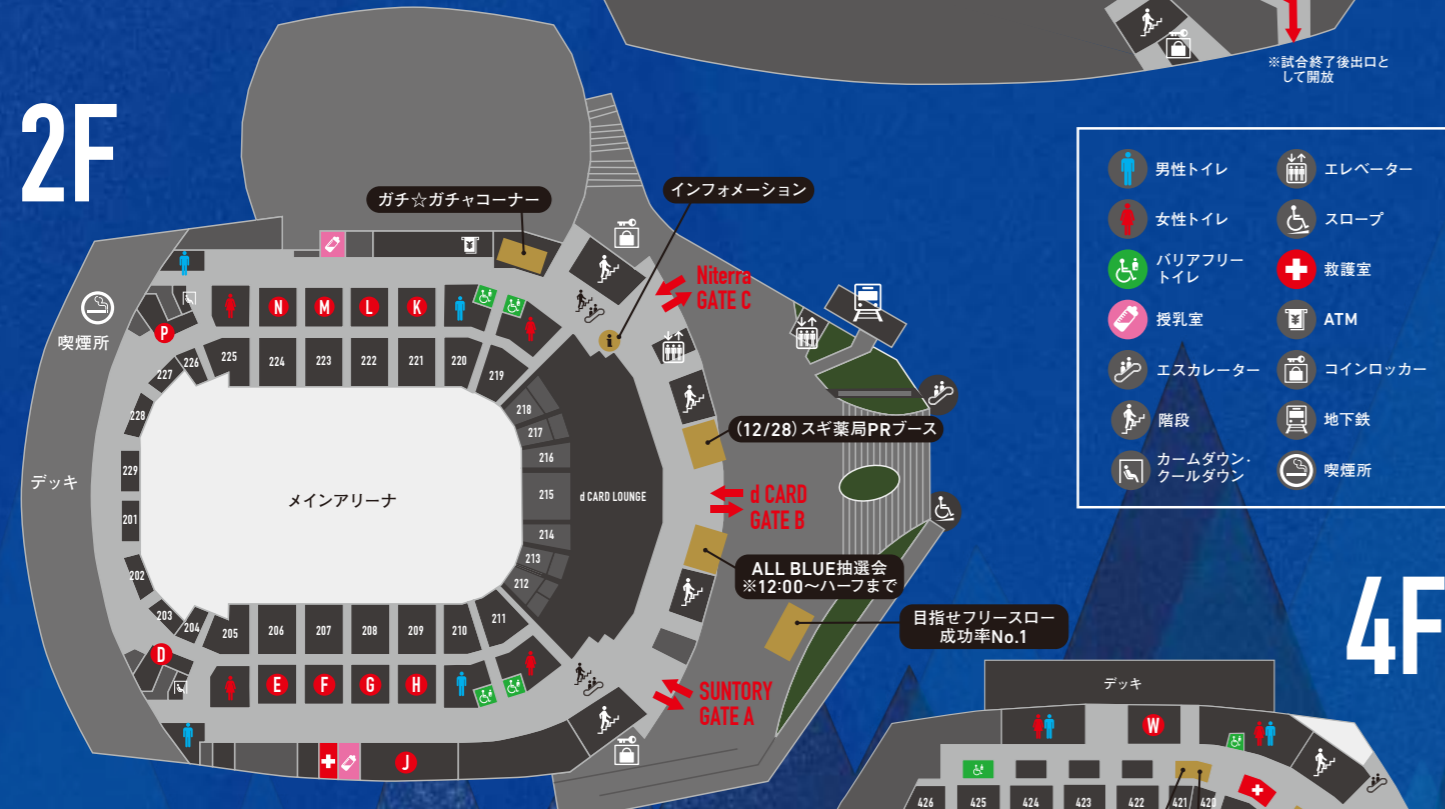 ※試合終了後出口と
して開放
2F
ガチ☆ガチャコーナー
インフォメーション
Niterra
GATE C
喫煙所
P
N
M
L
K
i
226
225
224
223
222
221
220
219
227
228
229
201
202
203
204
205
206
207
208
209
210
211
218
217
216
215
214
213
212
デッキ
メインアリーナ
d CARD LOUNGE
(12/28)スギ薬局PRブース
d CARD
GATE B
ALL BLUE抽選会
※12:00〜ハーフまで
目指せフリースロー
成功率No.1
D
E
F
G
H
J
SUNTORY
GATE A
男性トイレ
エレベーター
女性トイレ
スロープ
バリアフリー
トイレ
救護室
授乳室
ATM
エスカレーター
コインロッカー
階段
地下鉄
カームダウン・
クールダウン
喫煙所
4F
デッキ
W
426
425
424
423
422
421
420